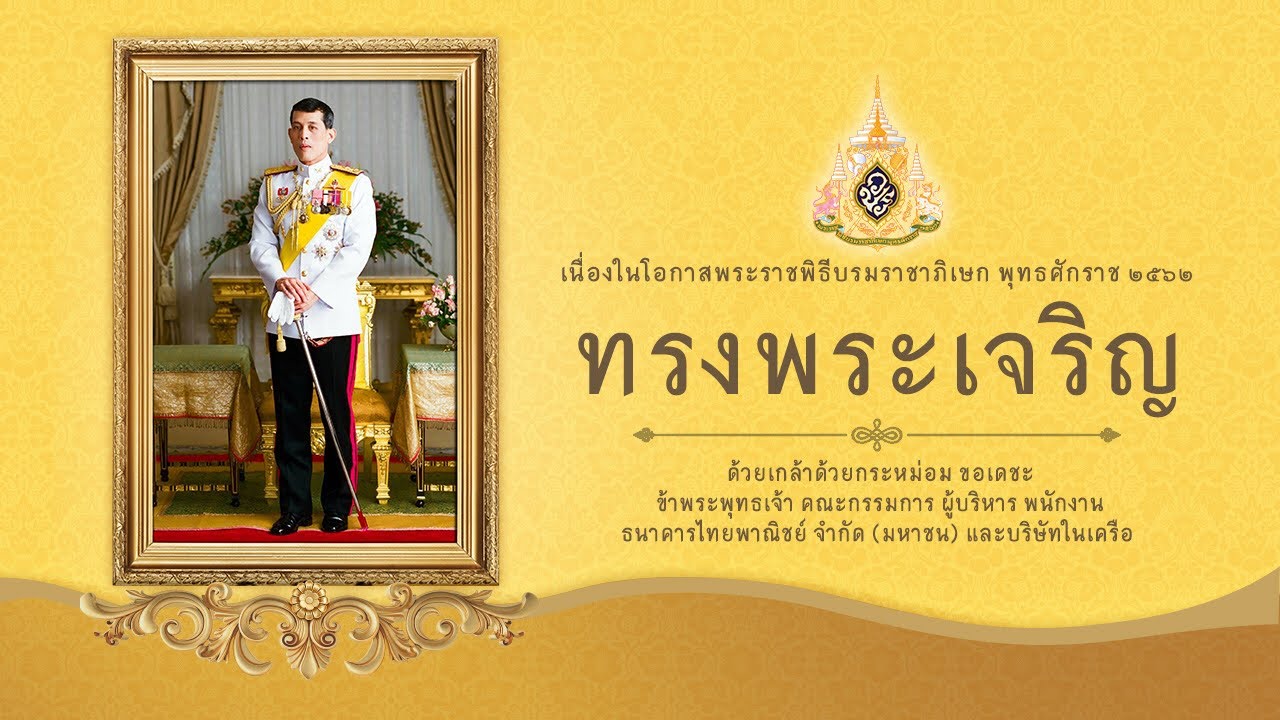 เนื่องในโอกาสพระราชพิธีบรมราชาภิเษก พุทธศักราช ๒๕๖๒
ทรงพระเจริญ
ด้วยเกล้าด้วยกระหม่อม ขอเดชะ
ข้าพระพุทธเจ้า คณะกรรมการ ผู้บริหาร พนักงาน
ธนาคารไทยพาณิชย์ จำกัด (มหาชน) และบริษัทในเครือ